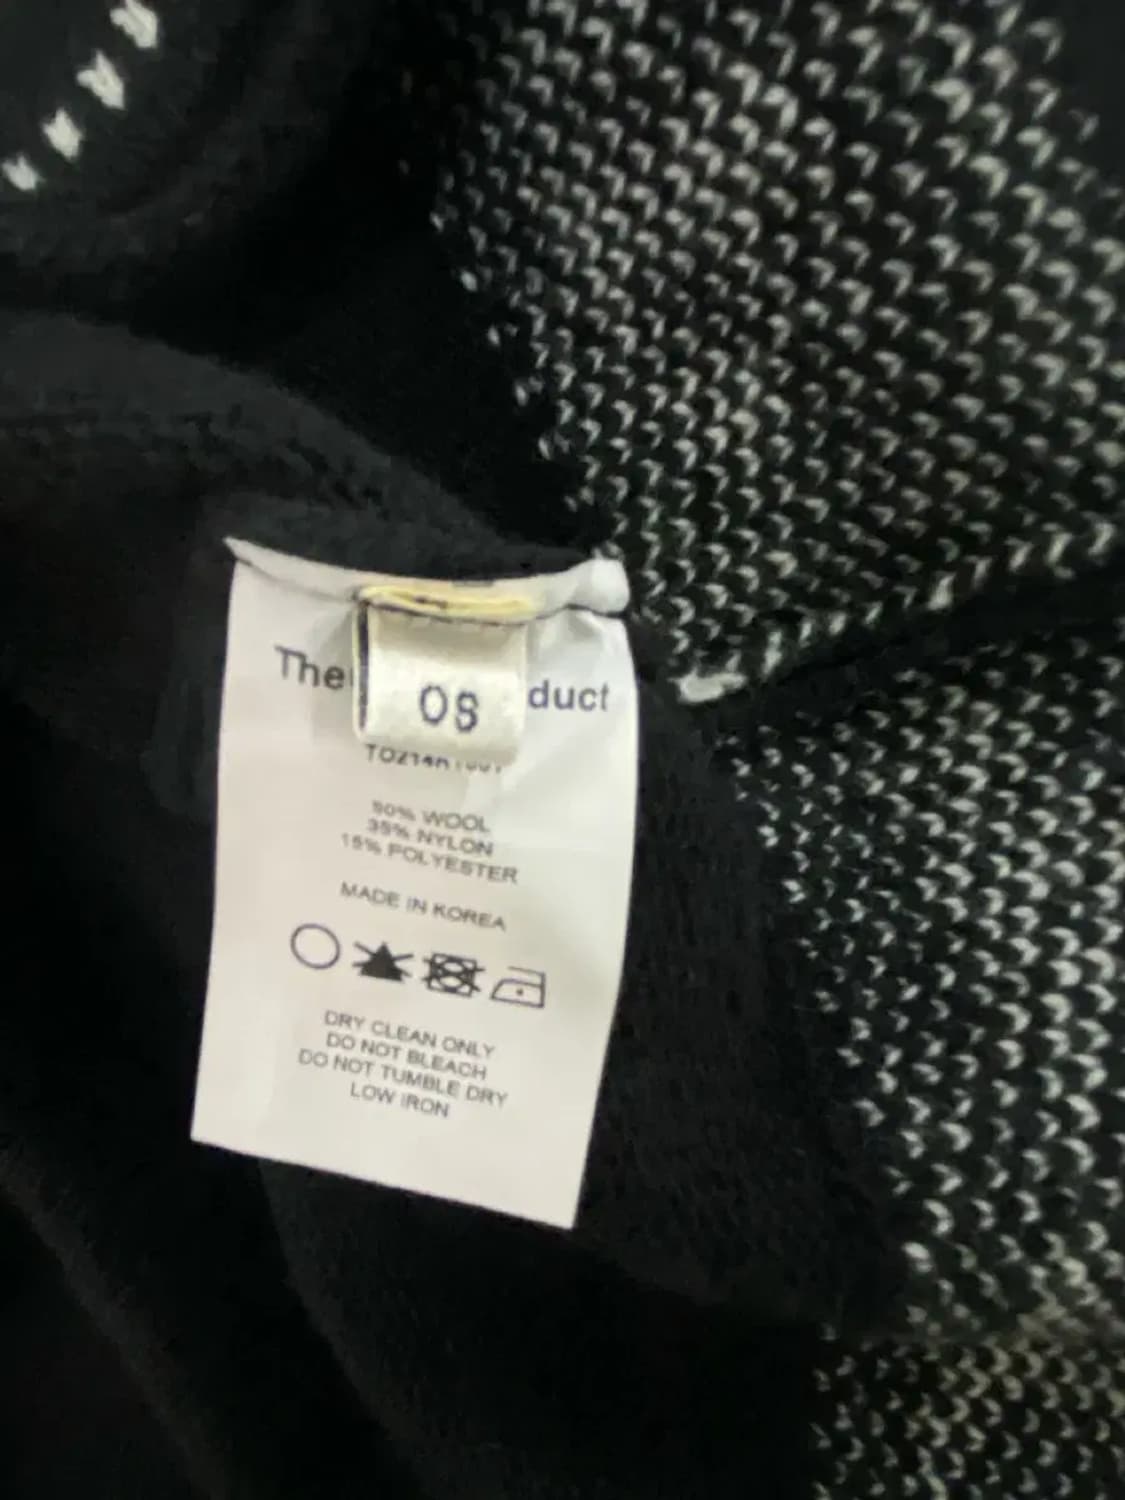 The duct
OS
50% WOOL
35% NYLON
15% POLYESTER
MADE IN KOREA
DRY CLEAN ONLY
DO NOT BLEACH
DO NOT TUMBLE DRY
LOW IRON